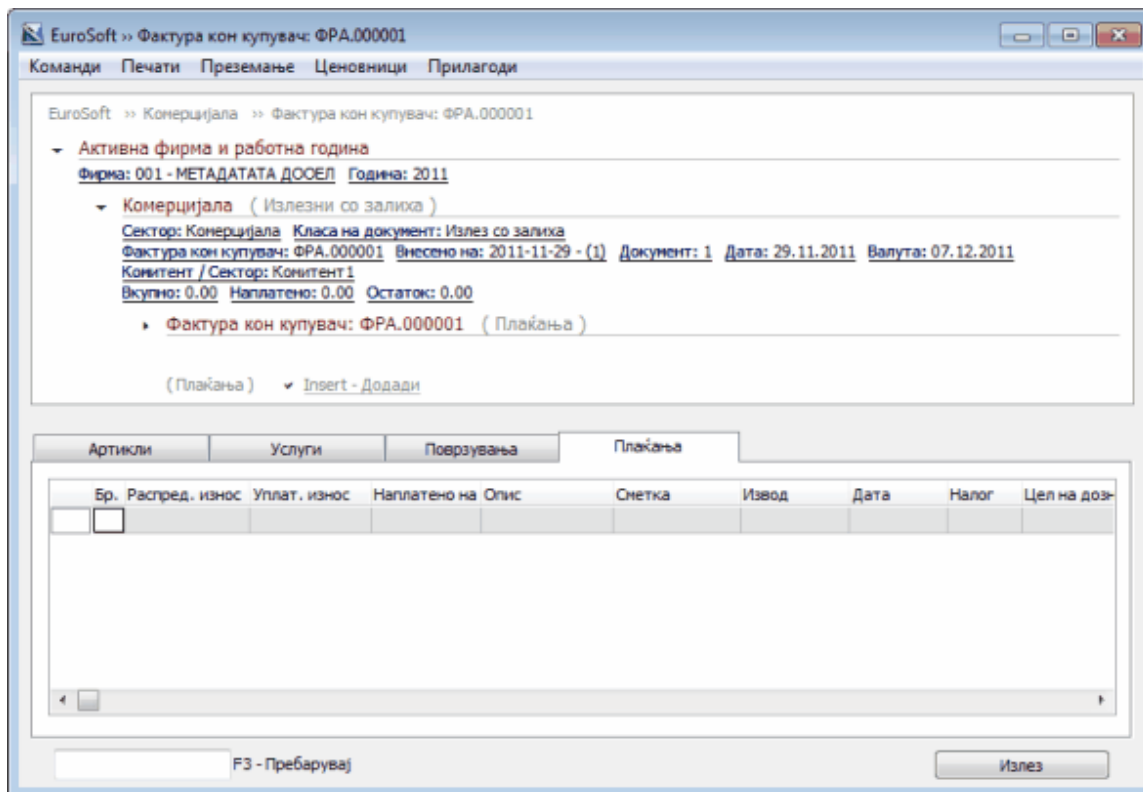 EuroSoft » Фактура кон купувач: ФРА.000001
Команди Печати Преземање Ценовници Прилагоди
EuroSoft » Комерцијала » Фактура кон купувач: ФРА.000001
Активна фирма и работна година
Фирма: 001 - МЕТАДАТАТА ДООЕЛ Година: 2011
Комерцијала ( Излезни со залиха )
Сектор: Комерцијала Класа на документ: Излез со залиха
Фактура кон купувач: ФРА.000001 Внесено на: 2011-11-29 - (1) Документ: 1 Дата: 29.11.2011 Валута: 07.12.2011
Комитент / Сектор: Комитент1
Вкупно: 0.00 Наплатено: 0.00 Остаток: 0.00
Фактура кон купувач: ФРА.000001 ( Плаќања )
( Плаќања ) Insert - Додади
Артикли Услуги Поврзувања Плаќања
Бр. Распред. износ Уплат. износ Наплатено на Опис Сметка Извод Дата Налог Цел на дозн
F3 - Пребарувај Излез